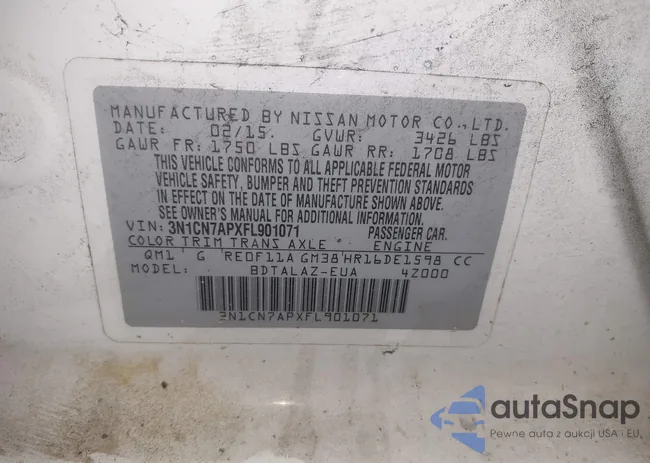 MANUFACTURED BY NISSAN MOTOR CO., LTD.
DATE: 02/15. GVWR: 3426 LBS
GAWR FR: 1750 LBS GAWR RR: 1708 LBS
THIS VEHICLE CONFORMS TO ALL APPLICABLE FEDERAL MOTOR
VEHICLE SAFETY, BUMPER AND THEFT PREVENTION STANDARDS
IN EFFECT ON THE DATE OF MANUFACTURE SHOWN ABOVE.
SEE OWNER'S MANUAL FOR ADDITIONAL INFORMATION.
VIN: 3N1CN7APXFL901071 PASSENGER CAR.
COLOR TRIM TRANS AXLE ENGINE
QM1 G RE0F11A GM38 HR16DE1598 CC
MODEL: BDTALAZ-EUA 4Z000
3N1CN7APXFL901071
autaSnap
Pewne auta z aukcji USA i EU